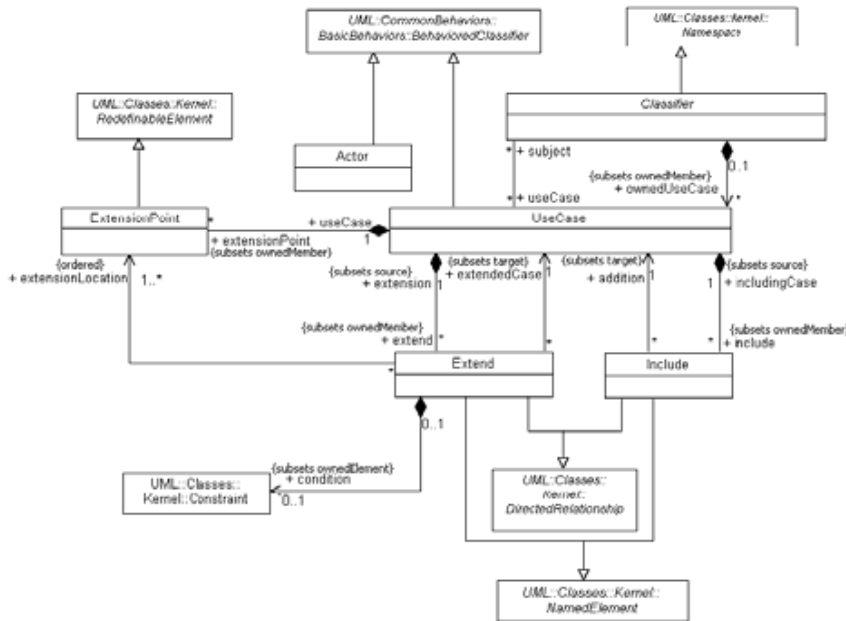 UML::CommonBehaviors::
BasicBehaviors::BehavioredClassifier
UML::Classes::Kernel::
Namespace
UML::Classes::Kernel::
RedefinableElement
Classifier
Actor
* + subject
0..1
{subsets ownedMember}
+ ownedUseCase
* + useCase
*
ExtensionPoint
*
+ useCase
1
UseCase
+ extensionPoint
{subsets ownedMember}
{ordered}
+ extensionLocation
1..*
{subsets source}
+ extension
1
{subsets target}
+ extendedCase
1
{subsets target}
+ addition
1
{subsets source}
1
+ ncludingCase
{subsets ownedMember}
+ extend
*
*
*
*
{subsets ownedMember}
+ include
*
Extend
Include
0..1
{subsets ownedElement}
+ condition
0..1
UML::Classes::
Kernel::Constraint
UML::Classes::
Kernel::
DirectedRelationship
UML::Classes::Kernel::
NamedElement